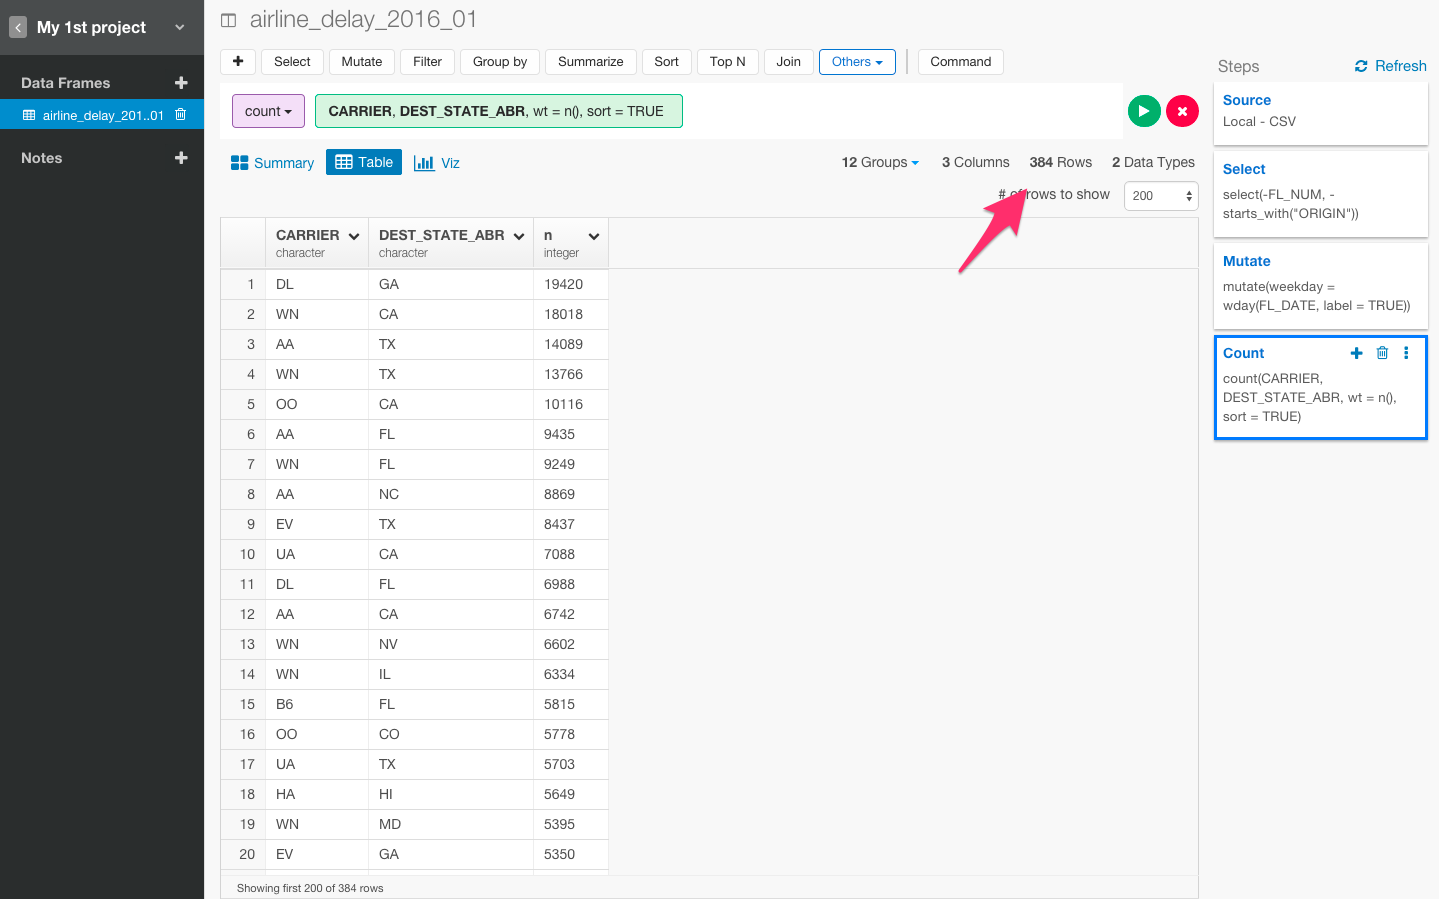 My 1st project
Data Frames
airline_delay_201..01
Notes
airline_delay_2016_01
Select Mutate Filter Group by Summarize Sort Top N Join Others Command
count CARRIER, DEST_STATE_ABR, wt = n(), sort = TRUE
Summary Table Viz
12 Groups 3 Columns 384 Rows 2 Data Types
# of rows to show 200
CARRIER DEST_STATE_ABR n
character character integer
1 DL GA 19420
2 WN CA 18018
3 AA TX 14089
4 WN TX 13766
5 OO CA 10116
6 AA FL 9435
7 WN FL 9249
8 AA NC 8869
9 EV TX 8437
10 UA CA 7088
11 DL FL 6988
12 AA CA 6742
13 WN NV 6602
14 WN IL 6334
15 B6 FL 5815
16 OO CO 5778
17 UA TX 5703
18 HA HI 5649
19 WN MD 5395
20 EV GA 5350
Showing first 200 of 384 rows
Steps Refresh
Source
Local - CSV
Select
select(-FL_NUM, -
starts_with("ORIGIN"))
Mutate
mutate(weekday =
wday(FL_DATE, label = TRUE))
Count
count(CARRIER,
DEST_STATE_ABR, wt = n(),
sort = TRUE)